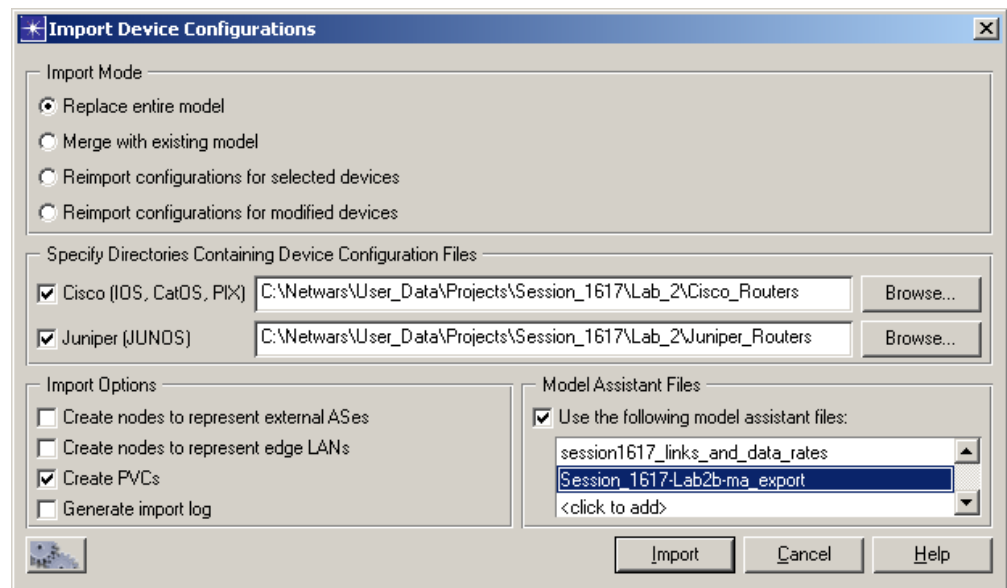 Import Device Configurations
Import Mode
Replace entire model
Merge with existing model
Reimport configurations for selected devices
Reimport configurations for modified devices
Specify Directories Containing Device Configuration Files
Cisco (IOS, CatOS, PIX) C:\Netwars\User_Data\Projects\Session_1617\Lab_2\Cisco_Routers Browse...
Juniper (JUNOS) C:\Netwars\User_Data\Projects\Session_1617\Lab_2\Juniper_Routers Browse...
Import Options
Create nodes to represent external ASes
Create nodes to represent edge LANs
Create PVCs
Generate import log
Model Assistant Files
Use the following model assistant files:
session1617_links_and_data_rates
Session_1617-Lab2b-ma_export
<click to add>
Import Cancel Help